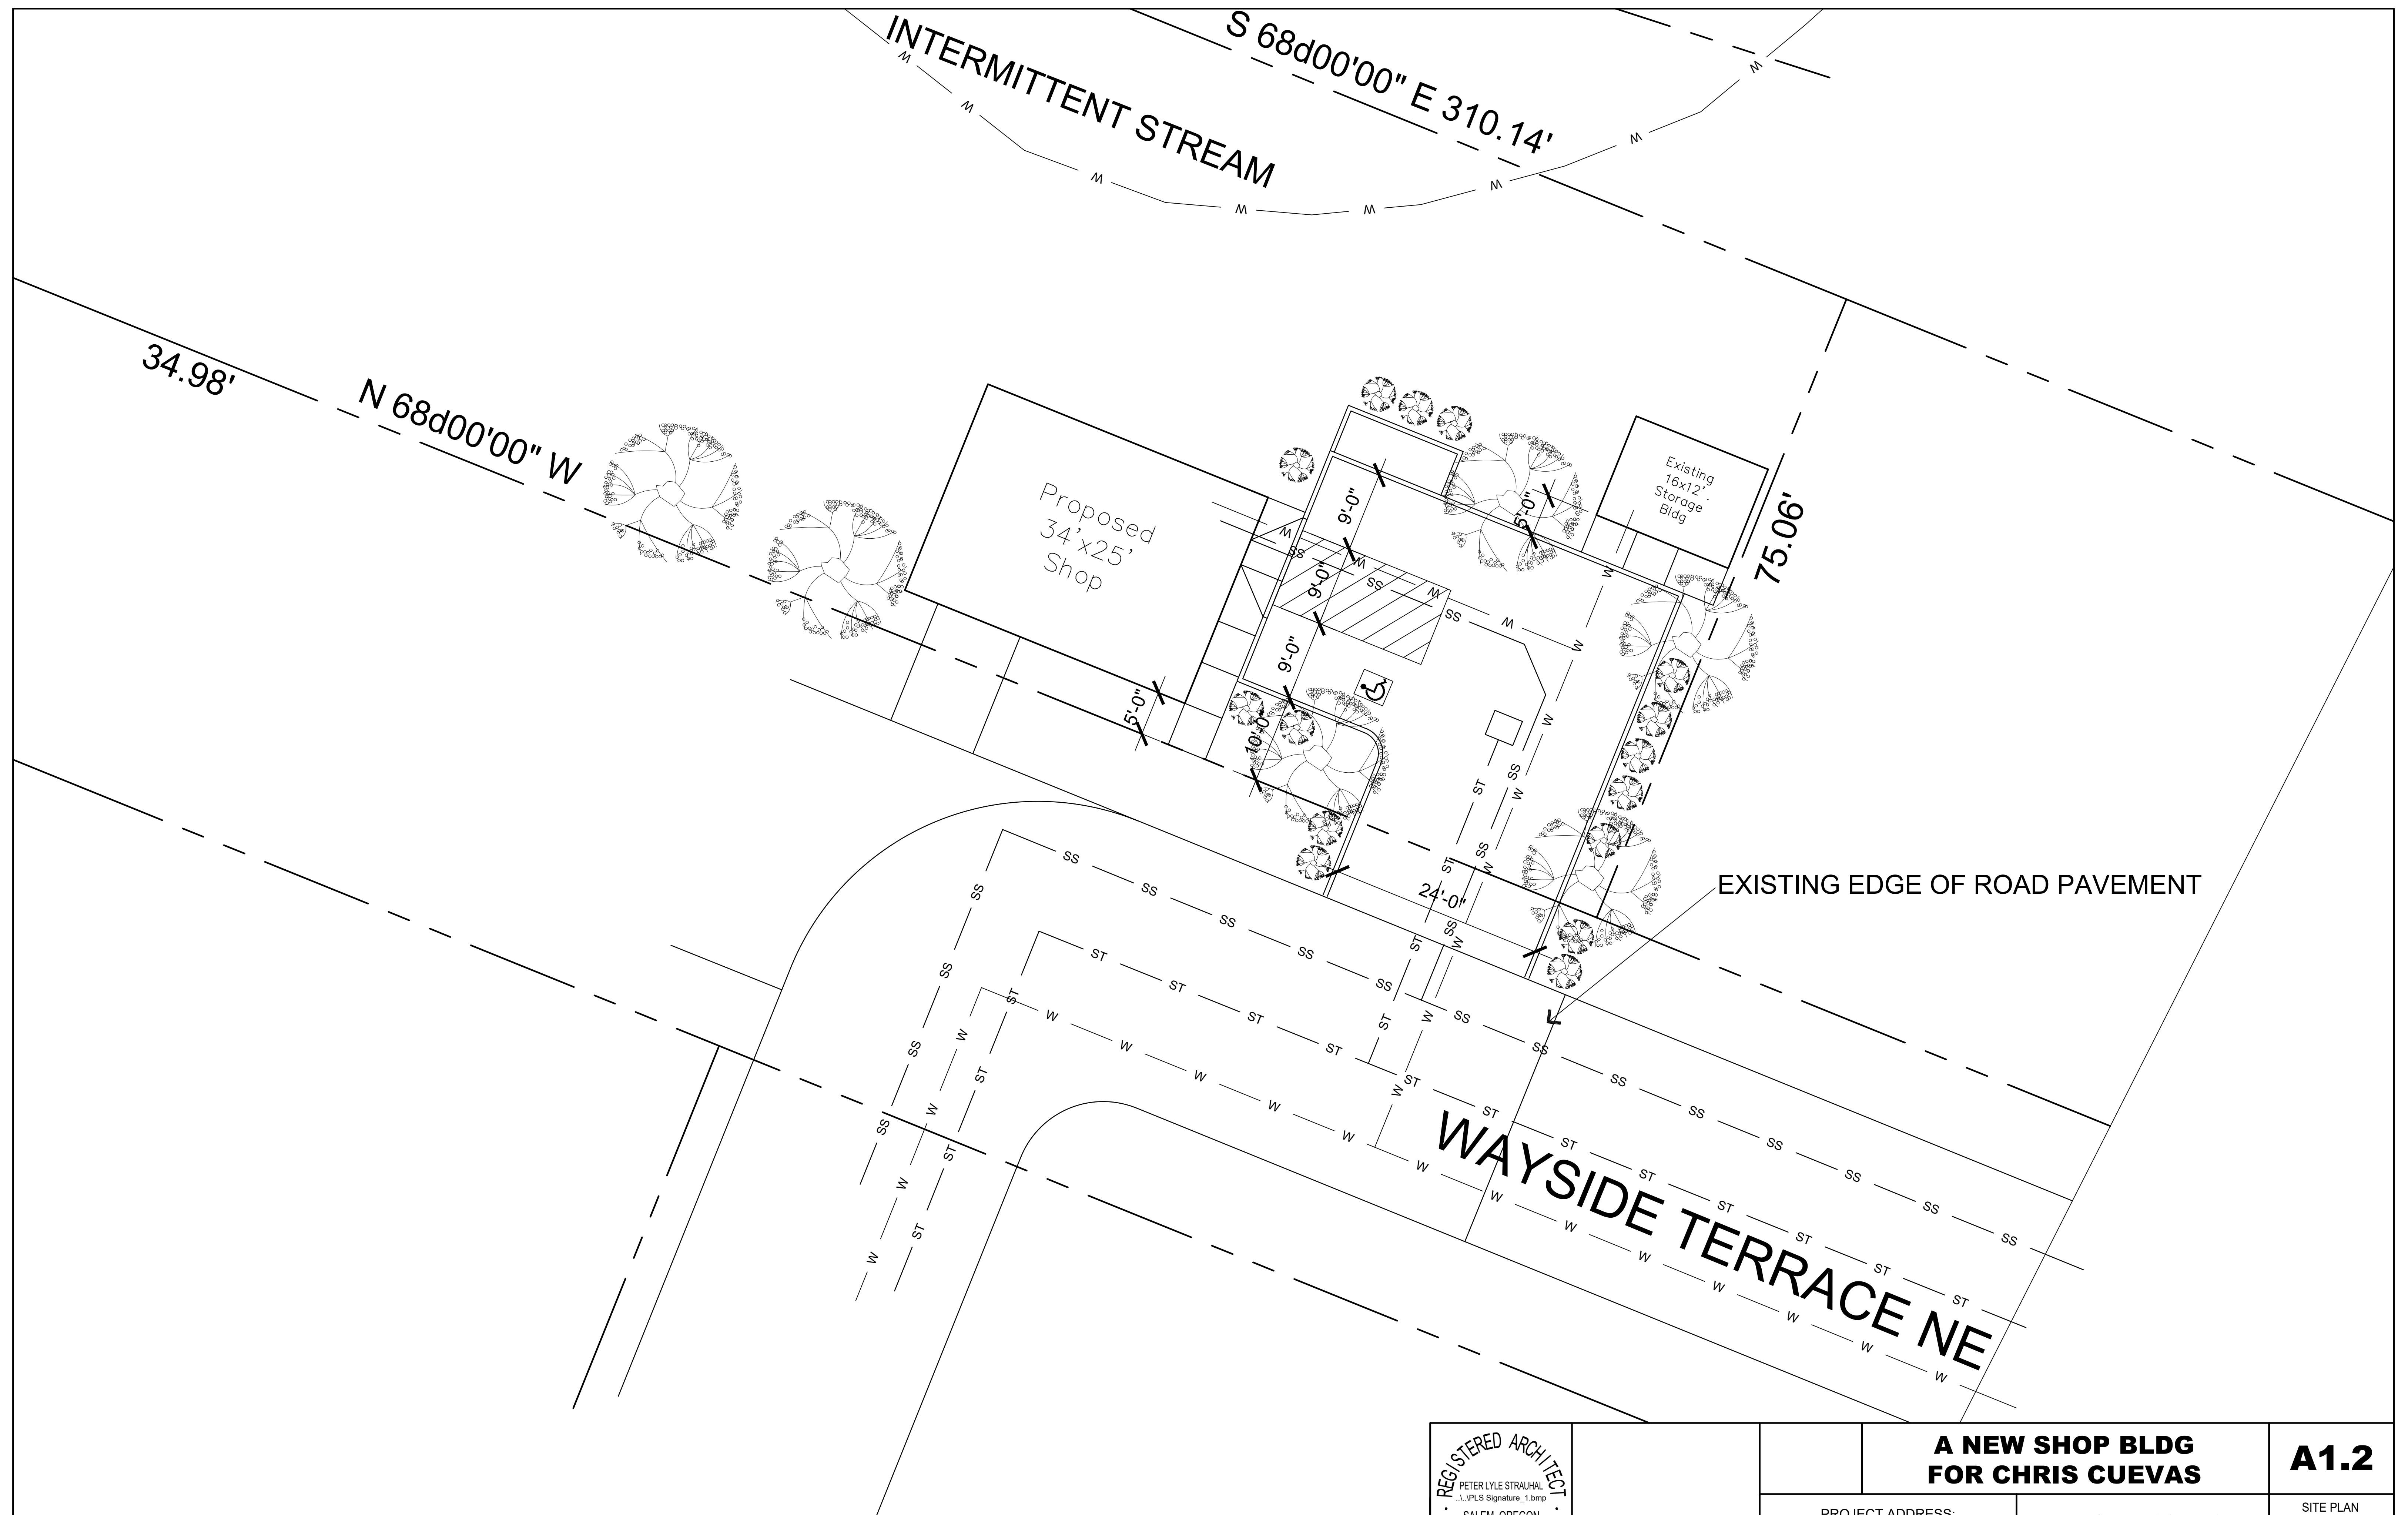 INTERMITTENT STREAM
S 68d00'00" E 310.14'
34.98'
N 68d00'00" W
Proposed
34'x25'
Shop
Existing
16x12'.
Storage
Bldg
75.06'
9'-0"
9'-0"
9'-0"
5'-0"
5'-0"
10'-0"
24'-0"
EXISTING EDGE OF ROAD PAVEMENT
WAYSIDE TERRACE NE
REGISTERED ARCHITECT
PETER LYLE STRAUHAL
..\..\PLS Signature_1.bmp
SALEM, OREGON
A NEW SHOP BLDG
FOR CHRIS CUEVAS
A1.2
PROJECT ADDRESS:
SITE PLAN